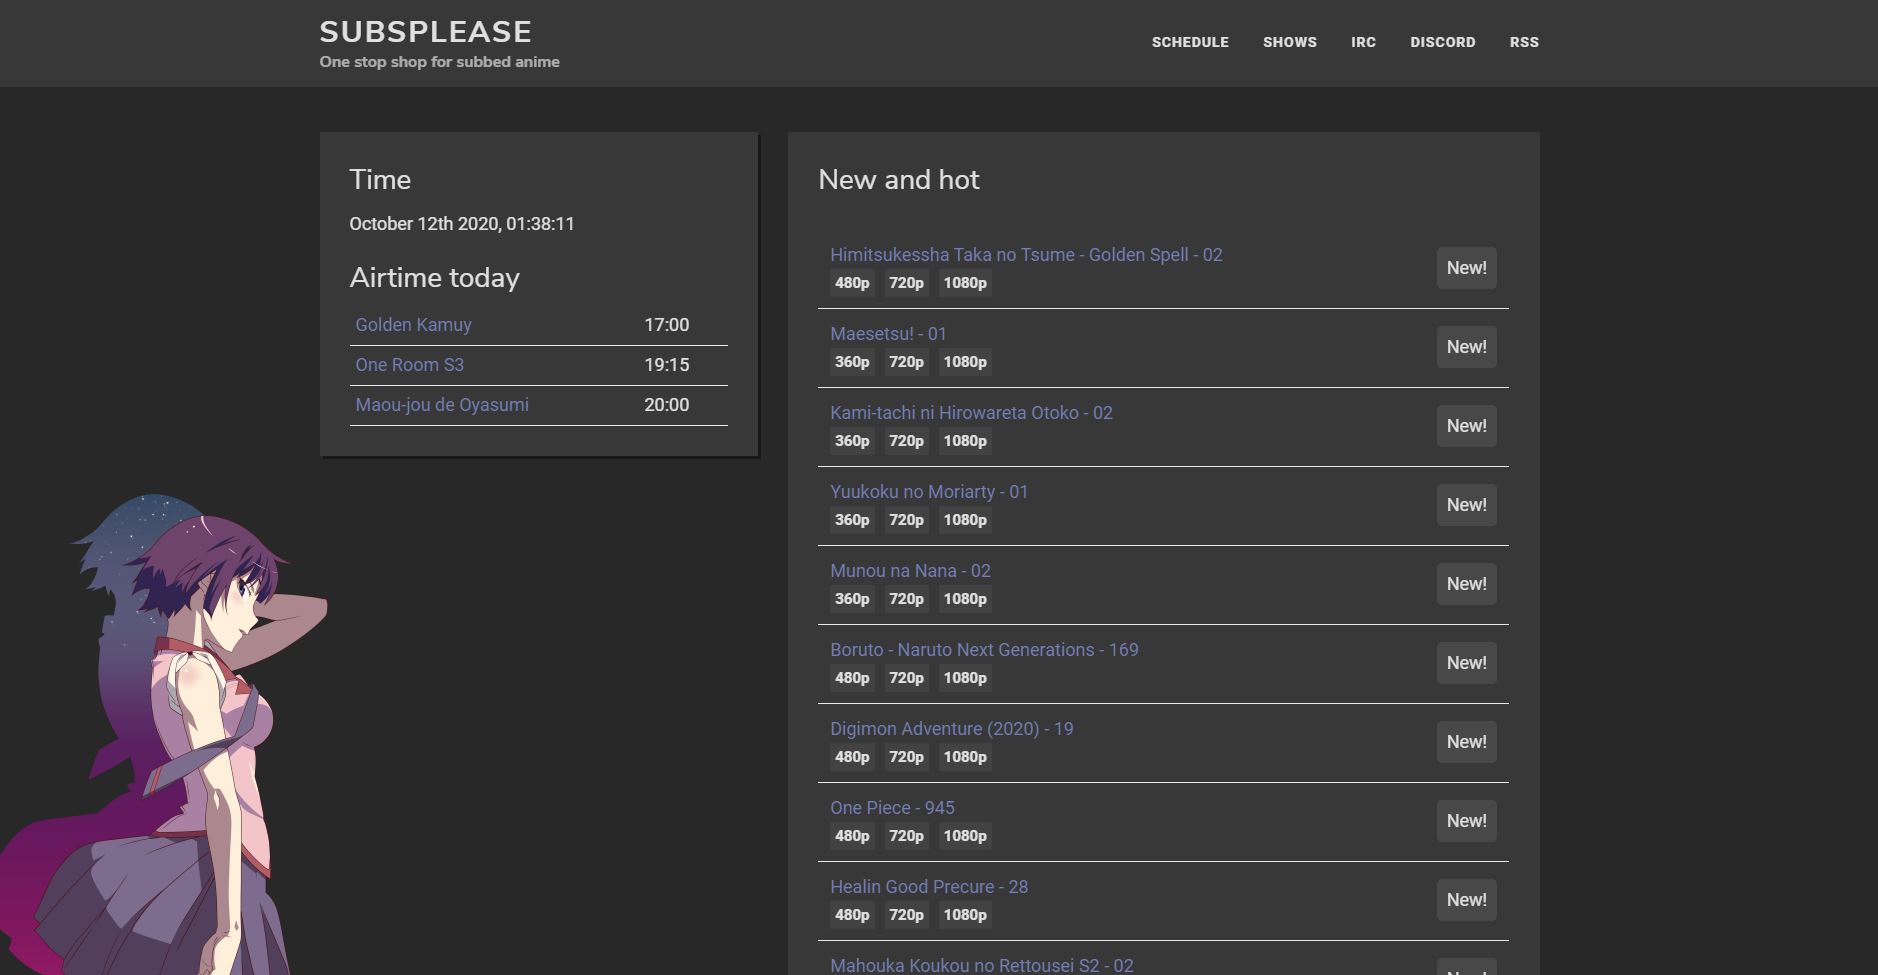 SUBSPLEASE
One stop shop for subbed anime
SCHEDULE SHOWS IRC DISCORD RSS
Time
October 12th 2020, 01:38:11
Airtime today
Golden Kamuy 17:00
One Room S3 19:15
Maou-jou de Oyasumi 20:00
New and hot
Himitsukessha Taka no Tsume - Golden Spell - 02
480p 720p 1080p
New!
Maesetsu! - 01
360p 720p 1080p
New!
Kami-tachi ni Hirowareta Otoko - 02
360p 720p 1080p
New!
Yuukoku no Moriarty - 01
360p 720p 1080p
New!
Munou na Nana - 02
360p 720p 1080p
New!
Boruto - Naruto Next Generations - 169
480p 720p 1080p
New!
Digimon Adventure (2020) - 19
480p 720p 1080p
New!
One Piece - 945
480p 720p 1080p
New!
Healin Good Precure - 28
480p 720p 1080p
New!
Mahouka Koukou no Rettousei S2 - 02